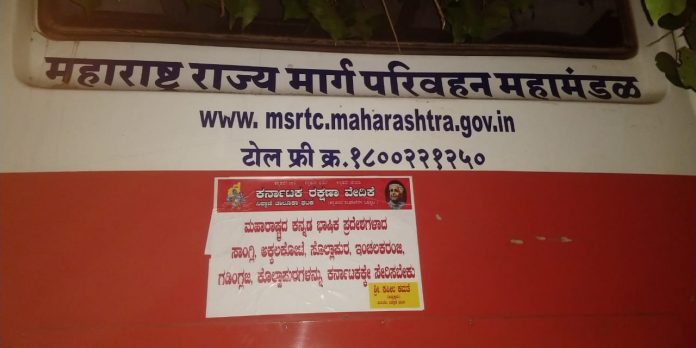 महाराष्ट्र राज्य मार्ग परिवहन महामंडळ
www. msrtc.maharashtra.gov.in
टोल फ्री क्र.१८००२२१२५०
ಕರ್ನಾಟಕ ರಕ್ಷಣಾ ವೇದಿಕೆ
ತಾಲೂಕಾ ಘಟಕ
ಮಹಾರಾಷ್ಟ್ರದ ಕನ್ನಡ ಭಾಷಿಕ ಪ್ರದೇಶಗಳಾದ
ಸಾಂಗ್ಲಿ, ಅಕ್ಕಲಕೋಟೆ, ಸೊಲ್ಲಾಪುರ, ಇಂಚಲಕರಂಜಿ,
ಗಡಿಂಗ್ಲಜ, ಕೊಲ್ಲಾಪುರಗಳನ್ನು ಕರ್ನಾಟಕಕ್ಕೇ ಸೇರಿಸಬೇಕು
ಶ್ರೀ.